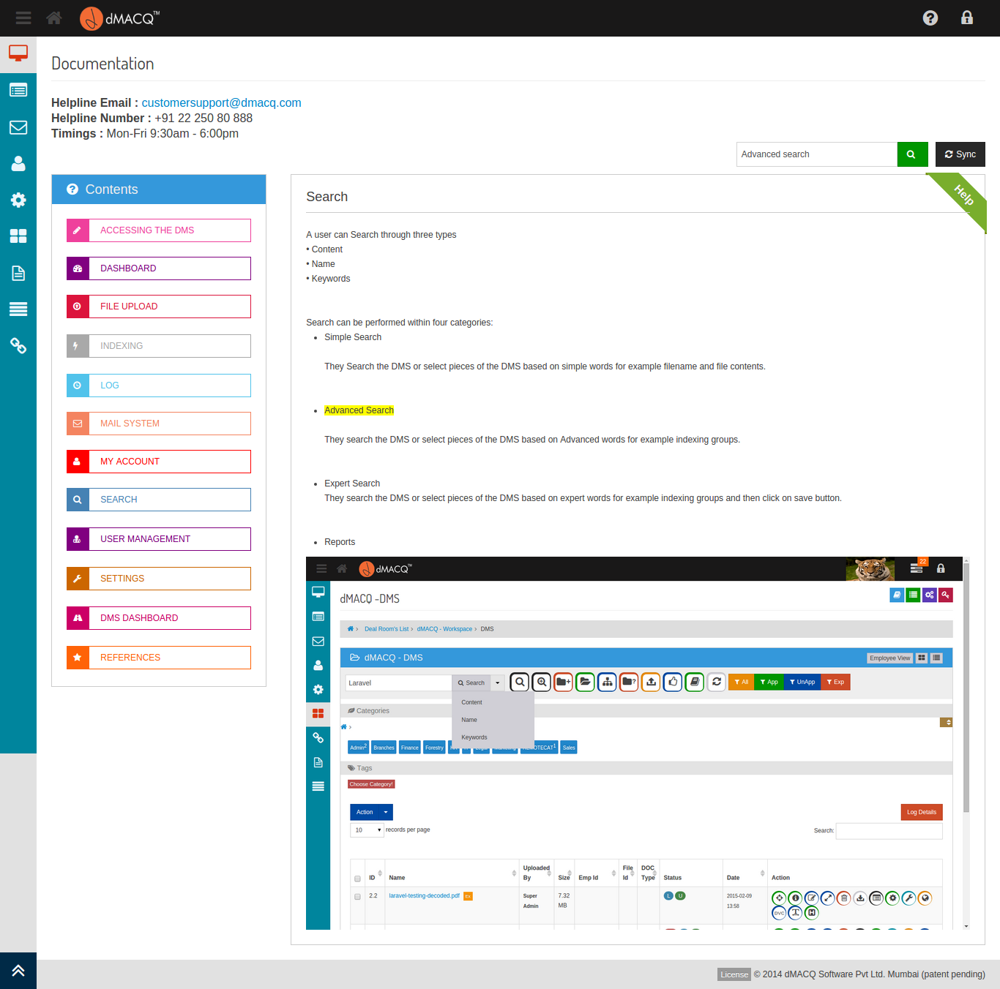 dMACQ™
Documentation
Helpline Email : customersupport@dmacq.com
Helpline Number : +91 22 250 80 888
Timings : Mon-Fri 9:30am - 6:00pm
Advanced search
Sync
Contents
ACCESSING THE DMS
DASHBOARD
FILE UPLOAD
INDEXING
LOG
MAIL SYSTEM
MY ACCOUNT
SEARCH
USER MANAGEMENT
SETTINGS
DMS DASHBOARD
REFERENCES
Search
Help
A user can Search through three types
• Content
• Name
• Keywords
Search can be performed within four categories:
• Simple Search
They Search the DMS or select pieces of the DMS based on simple words for example filename and file contents.
• Advanced Search
They search the DMS or select pieces of the DMS based on Advanced words for example indexing groups.
• Expert Search
They search the DMS or select pieces of the DMS based on expert words for example indexing groups and then click on save button.
• Reports
dMACQ™ 22
dMACQ -DMS
Deal Room's List › dMACQ - Workspace › DMS
dMACQ - DMS Employee View
Laravel Search All App UnApp Exp
Content
Name
Keywords
Categories
Admin2 Branches Finance Forestry Sales
Tags
Choose Category!
Action Log Details
10 records per page Search:
ID Name Uploaded By Size Emp Id File Id DOC Type Status Date Action
2.2 laravel-testing-decoded.pdf Ex Super Admin 7.32 MB L U 2015-02-09 13:58
DVC
License © 2014 dMACQ Software Pvt Ltd. Mumbai (patent pending)